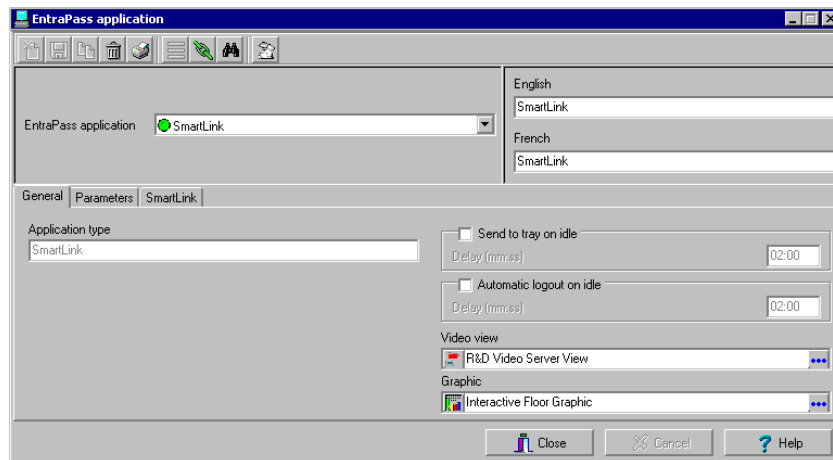 EntraPass application
English
SmartLink
EntraPass application SmartLink
French
SmartLink
General Parameters SmartLink
Application type
SmartLink
Send to tray on idle
Delay (mm:ss) 02:00
Automatic logout on idle
Delay (mm:ss) 02:00
Video view
R&D Video Server View
Graphic
Interactive Floor Graphic
Close Cancel Help